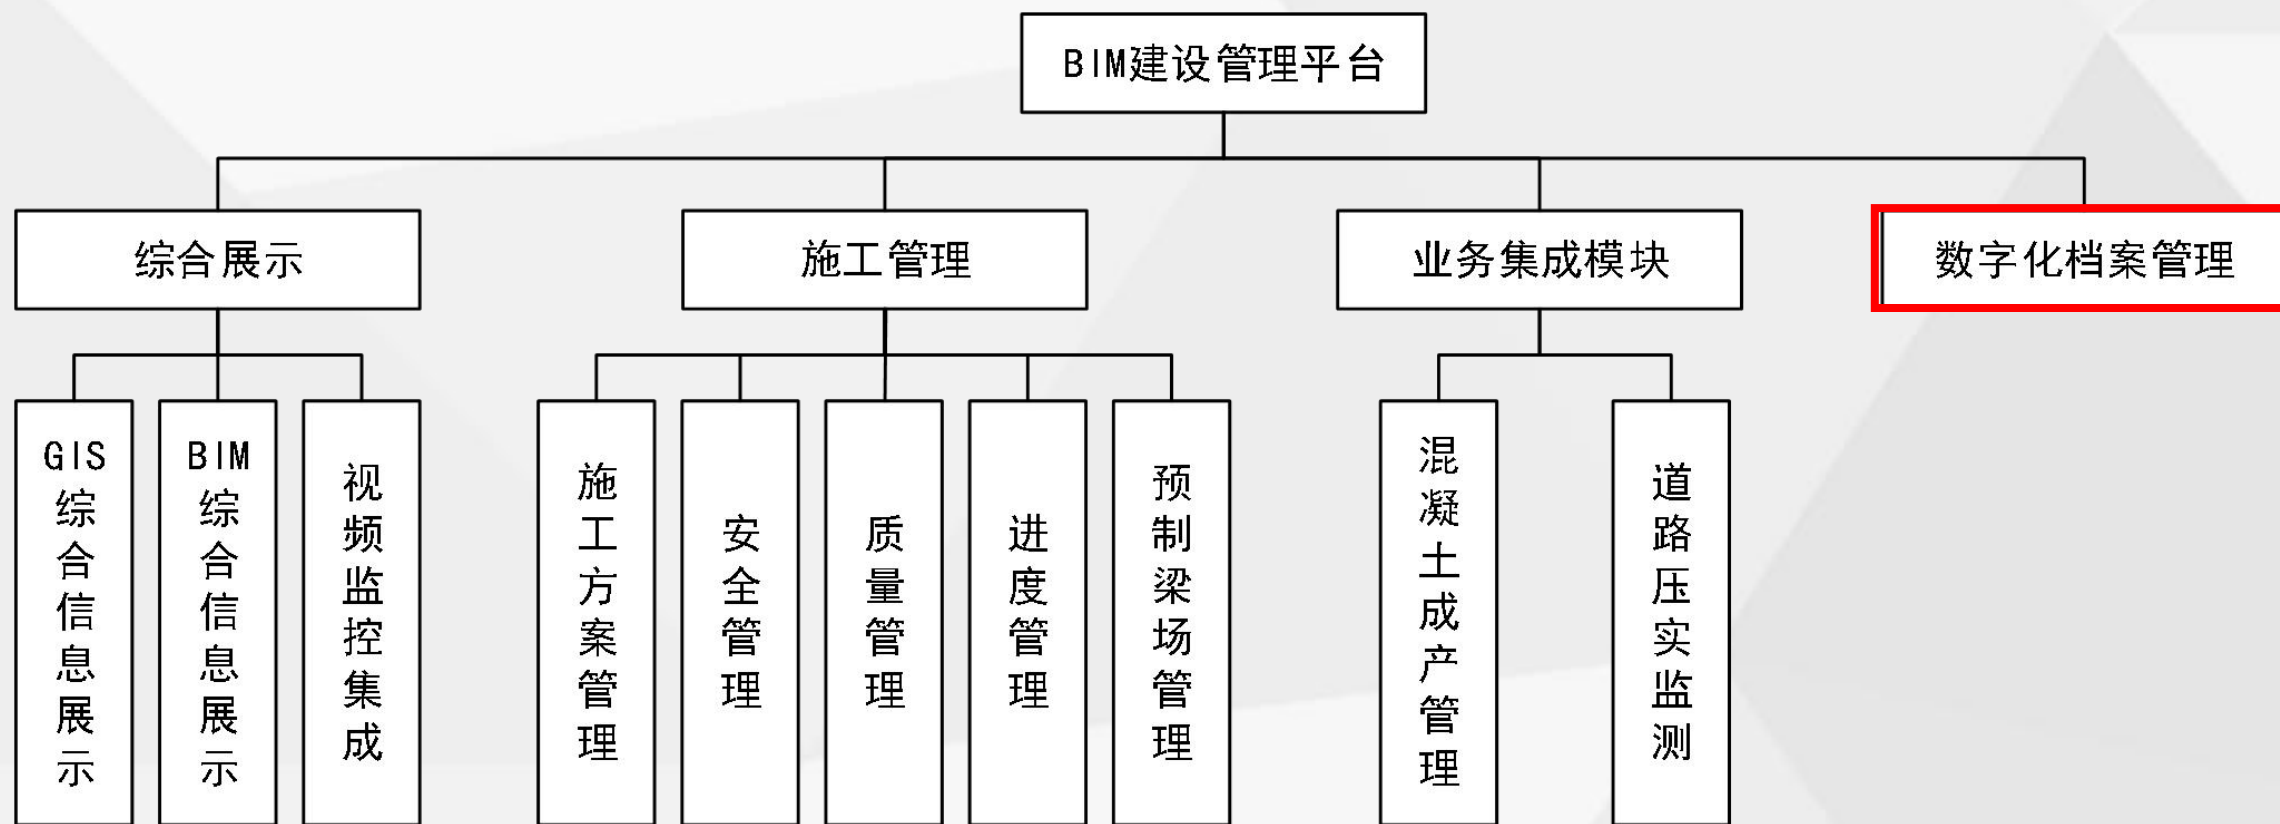 BIM建设管理平台
综合展示
施工管理
业务集成模块
数字化档案管理
GIS综合信息展示
BIM综合信息展示
视频监控集成
施工方案管理
安全管理
质量管理
进度管理
预制梁场管理
混凝土成产管理
道路压实监测